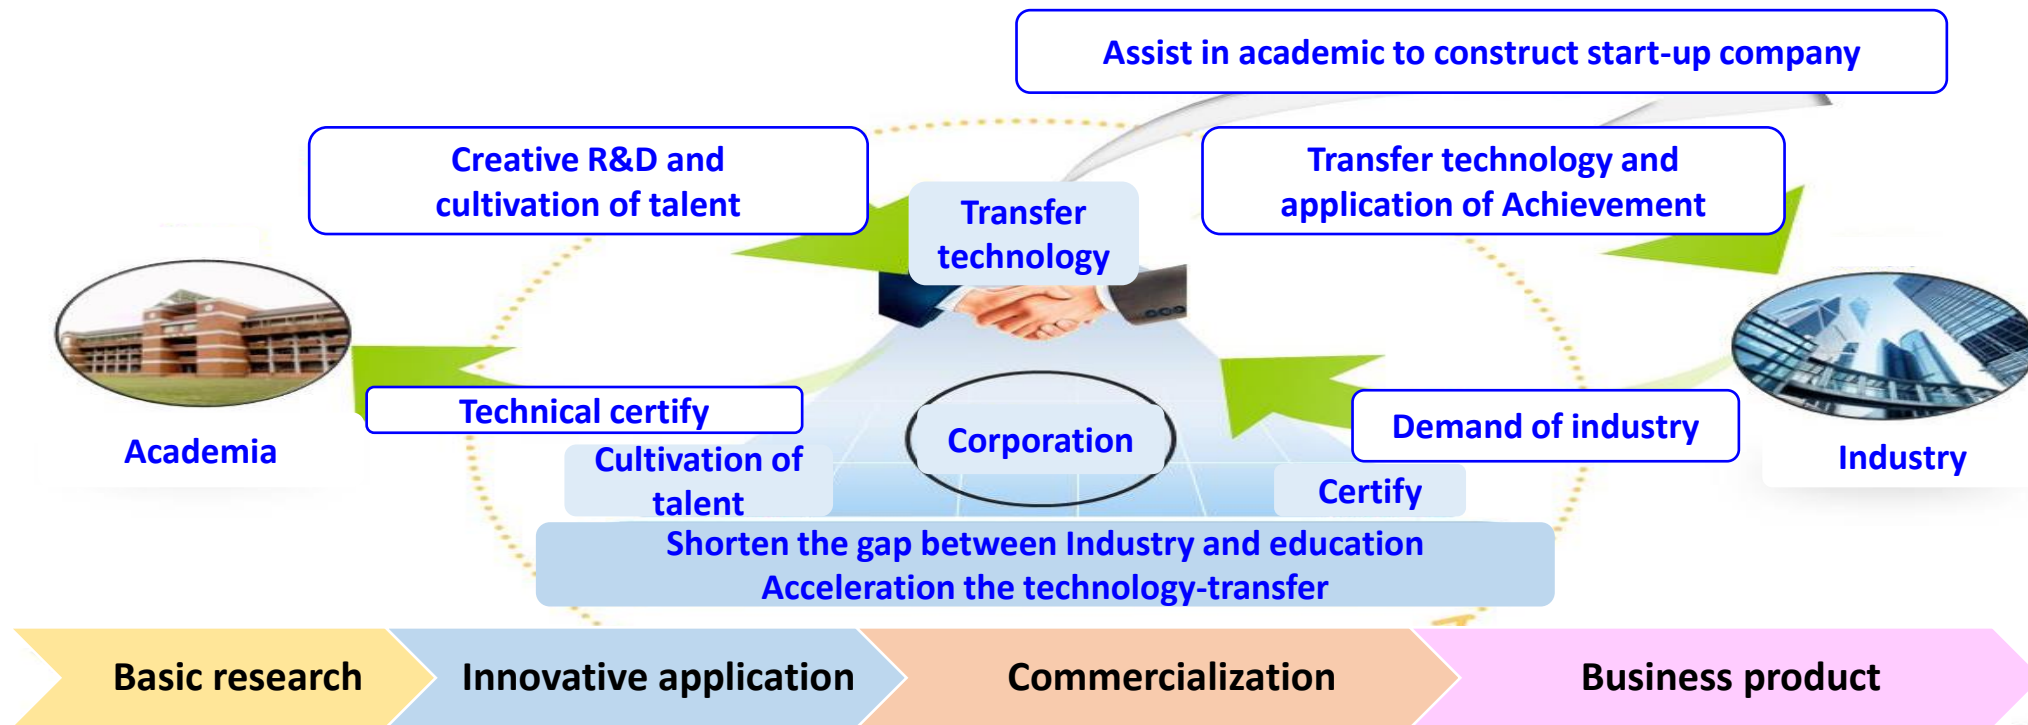 Assist in academic to construct start-up company
Creative R&D and
cultivation of talent
Transfer technology and
application of Achievement
Transfer
technology
Technical certify
Demand of industry
Academia
Corporation
Industry
Cultivation of
talent
Certify
Shorten the gap between Industry and education
Acceleration the technology-transfer
Basic research
Innovative application
Commercialization
Business product